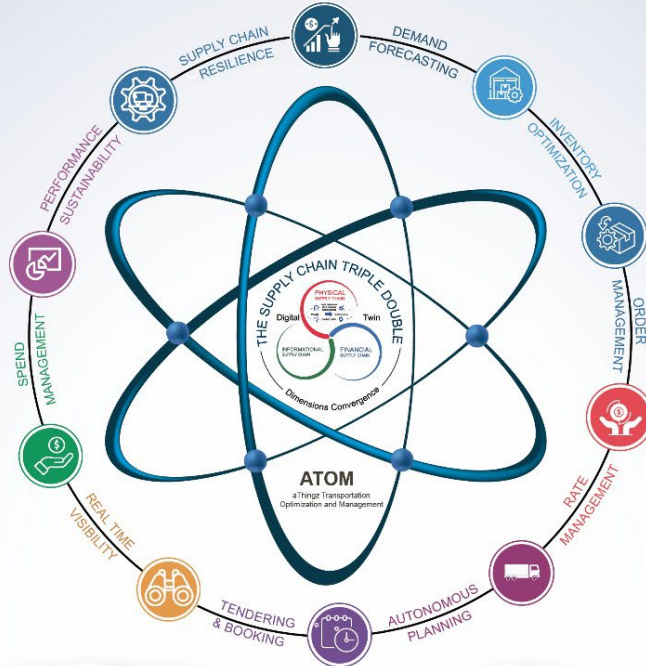 SUPPLY CHAIN
RESILIENCE
DEMAND
FORECASTING
INVENTORY
OPTIMIZATION
ORDER
MANAGEMENT
RATE
MANAGEMENT
AUTONOMOUS
PLANNING
TENDERING
& BOOKING
REAL TIME
VISIBILITY
SPEND
MANAGEMENT
PERFORMANCE
SUSTAINABILITY
THE SUPPLY CHAIN TRIPLE DOUBLE
PHYSICAL
SUPPLY CHAIN
Digital Twin
INFORMATIONAL
SUPPLY CHAIN
FINANCIAL
SUPPLY CHAIN
Dimensions Convergence
ATOM
aThingz Transportation
Optimization and Management